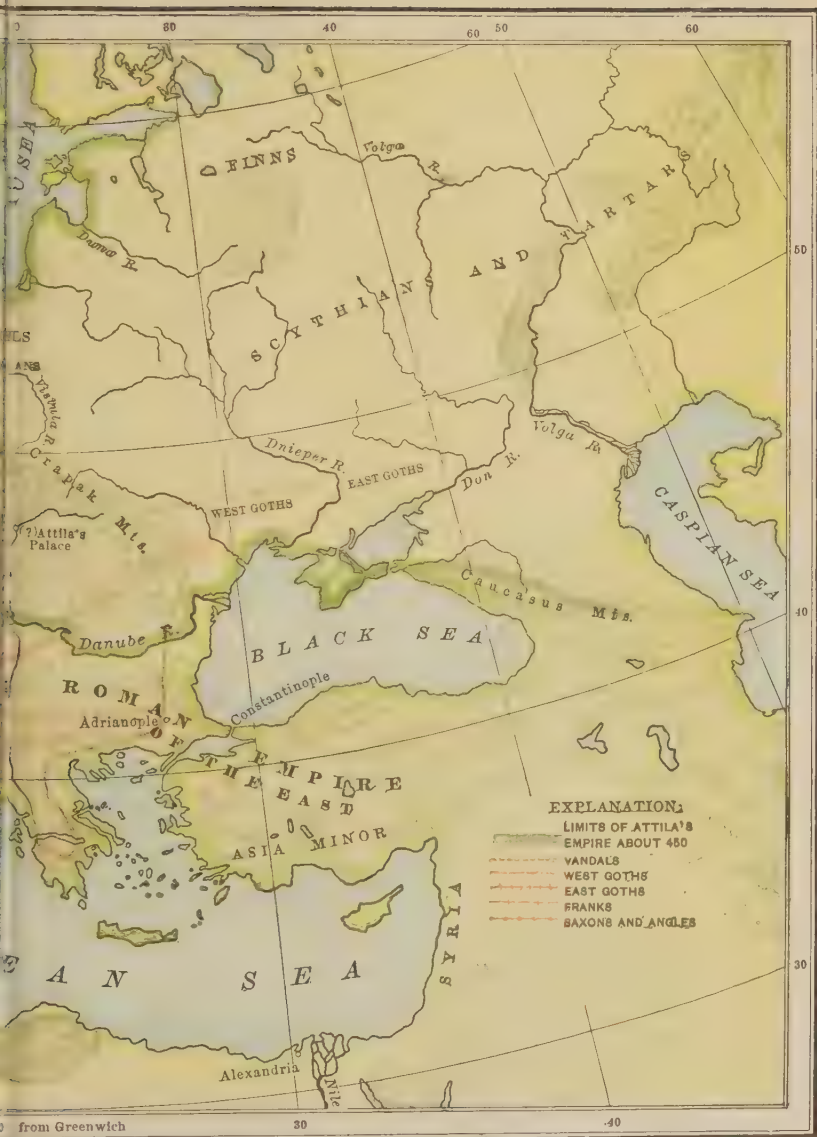 80 40 60 50 60
FINNS
Volga R.
SCYTHIANS AND TARTARS
50
Duna R.
Vistula R.
Crapak Mts.
Dnieper R.
EAST GOTHS
WEST GOTHS
Don R.
Volga R.
(?)Attila's
Palace
CASPIAN SEA
Caucasus Mts.
40
Danube R.
BLACK SEA
ROMAN
Constantinople
Adrianople
OF
EMPIRE
THE EAST
ASIA MINOR
EXPLANATION:
LIMITS OF ATTILA'S
EMPIRE ABOUT 450
VANDALS
WEST GOTHS
EAST GOTHS
FRANKS
SAXONS AND ANGLES
SYRIA
EAN SEA
30
Alexandria
Nile
from Greenwich 30 40